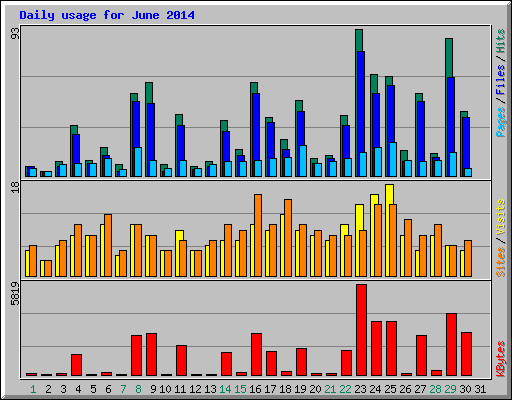 Daily usage for June 2014
93
Pages / Files / Hits
18
Sites / Visits
5819
KBytes
1 2 3 4 5 6 7 8 9 10 11 12 13 14 15 16 17 18 19 20 21 22 23 24 25 26 27 28 29 30 31